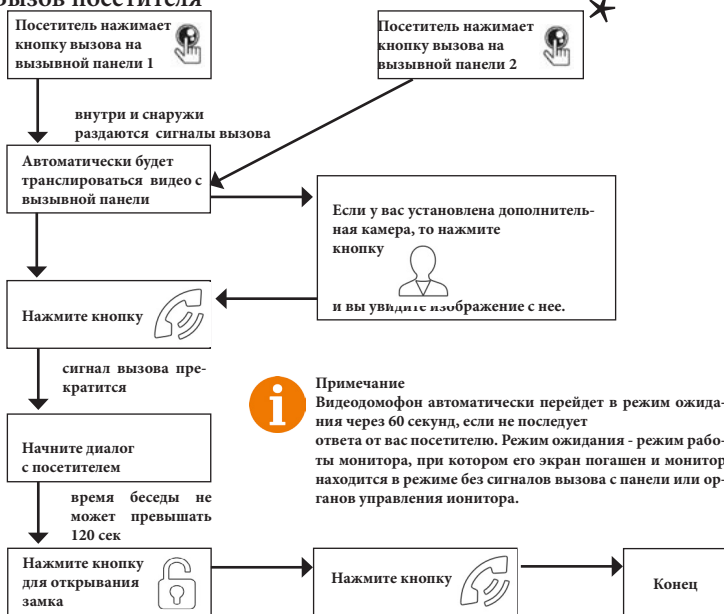 Вызов посетителя
Посетитель нажимает
кнопку вызова на
вызывной панели 1
Посетитель нажимает
кнопку вызова на
вызывной панели 2
внутри и снаружи
раздаются сигналы вызова
Автоматически будет
транслироваться видео с
вызывной панели
Если у вас установлена дополнитель-
ная камера, то нажмите
кнопку
и вы увидите изображение с нее.
Нажмите кнопку
сигнал вызова пре-
кратится
Примечание
Видеодомофон автоматически перейдет в режим ожида-
ния через 60 секунд, если не последует
ответа от вас посетителю. Режим ожидания - режим рабо-
ты монитора, при котором его экран погашен и монитор
находится в режиме без сигналов вызова с панели или ор-
ганов управления ионитора.
Начните диалог
с посетителем
время беседы не
может превышать
120 сек
Нажмите кнопку
для открывания
замка
Нажмите кнопку
Конец